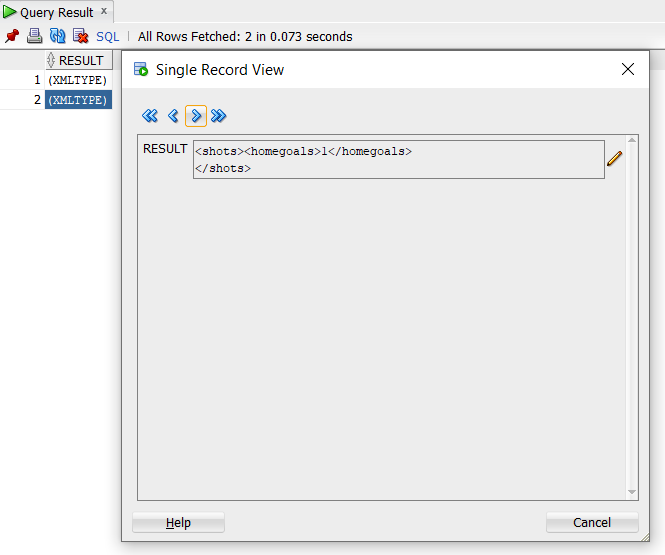 Query Result x
SQL | All Rows Fetched: 2 in 0.073 seconds
RESULT
1 (XMLTYPE)
2 (XMLTYPE)
Single Record View
RESULT
<shots><homegoals>1</homegoals>
</shots>
Help
Cancel